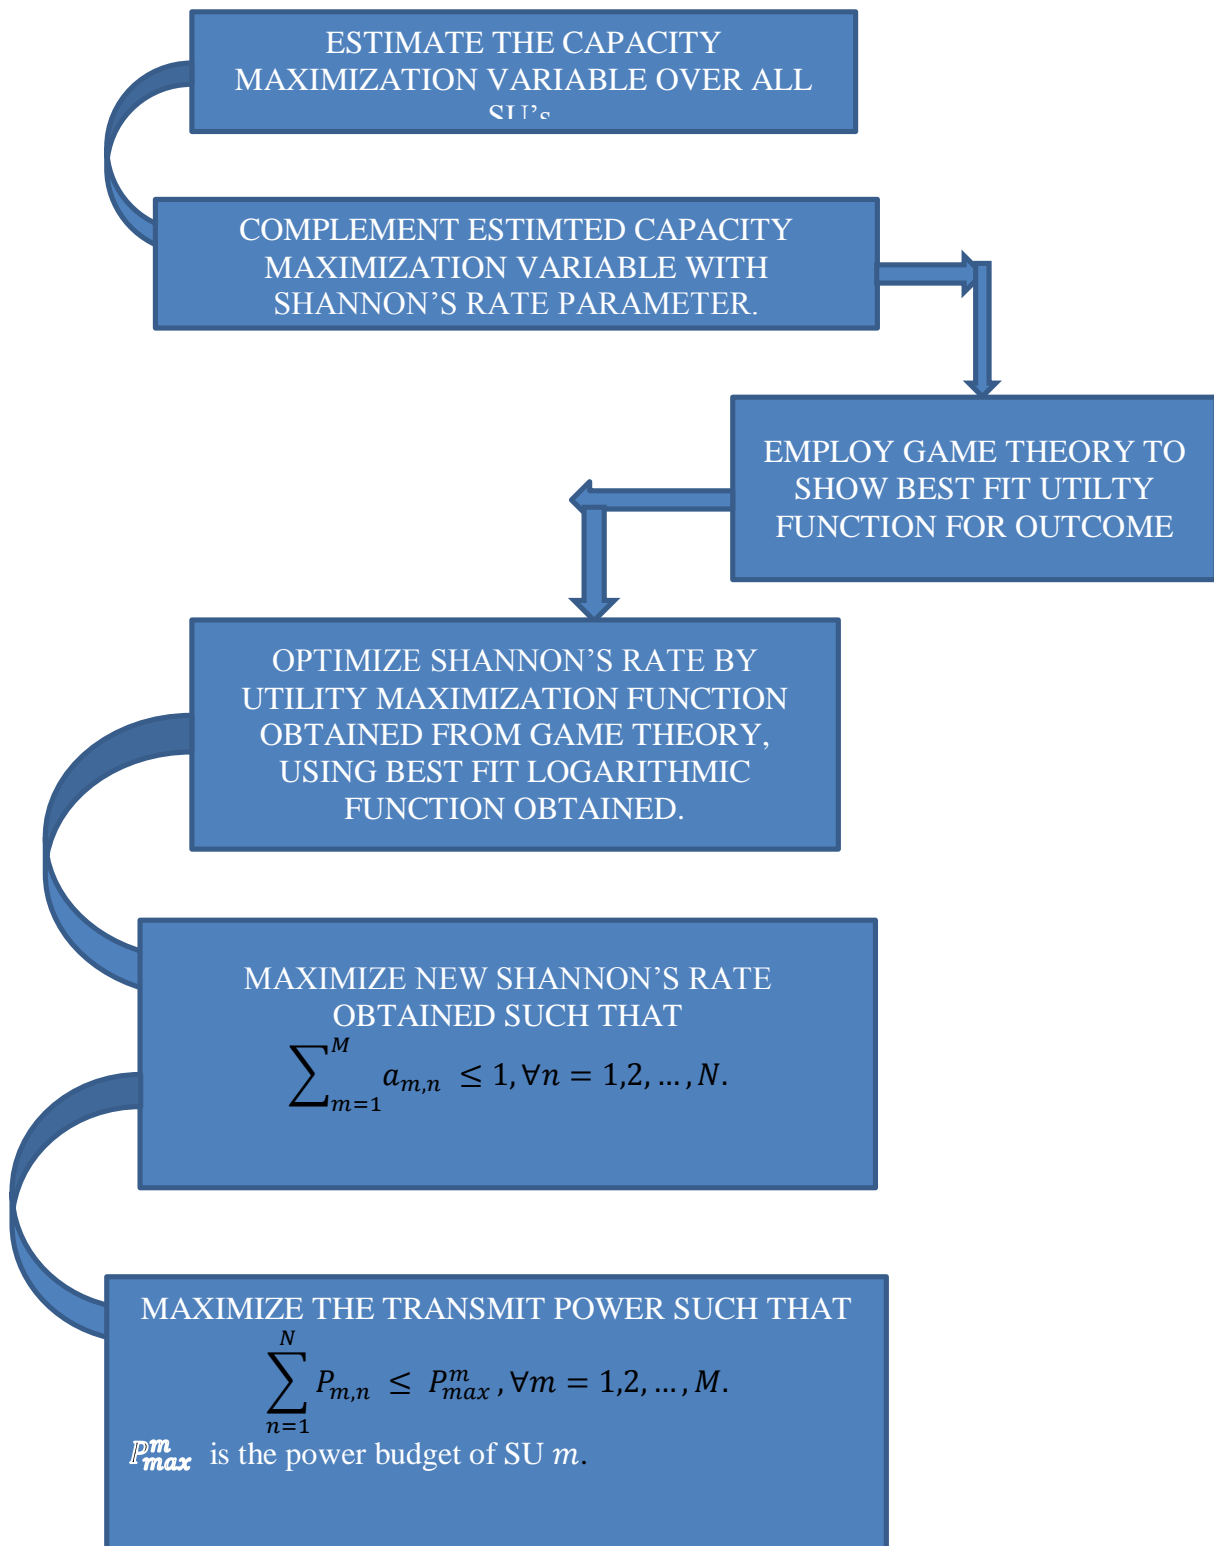 ESTIMATE THE CAPACITY
MAXIMIZATION VARIABLE OVER ALL
SU's
COMPLEMENT ESTIMTED CAPACITY
MAXIMIZATION VARIABLE WITH
SHANNON'S RATE PARAMETER.
EMPLOY GAME THEORY TO
SHOW BEST FIT UTILTY
FUNCTION FOR OUTCOME
OPTIMIZE SHANNON'S RATE BY
UTILITY MAXIMIZATION FUNCTION
OBTAINED FROM GAME THEORY,
USING BEST FIT LOGARITHMIC
FUNCTION OBTAINED.
MAXIMIZE NEW SHANNON'S RATE
OBTAINED SUCH THAT
∑_{m=1}^{M} a_{m,n} ≤ 1, ∀n = 1,2, … , N.
MAXIMIZE THE TRANSMIT POWER SUCH THAT
∑_{n=1}^{N} P_{m,n} ≤ P_{max}^{m} , ∀m = 1,2, … , M.
P_{max}^{m} is the power budget of SU m.